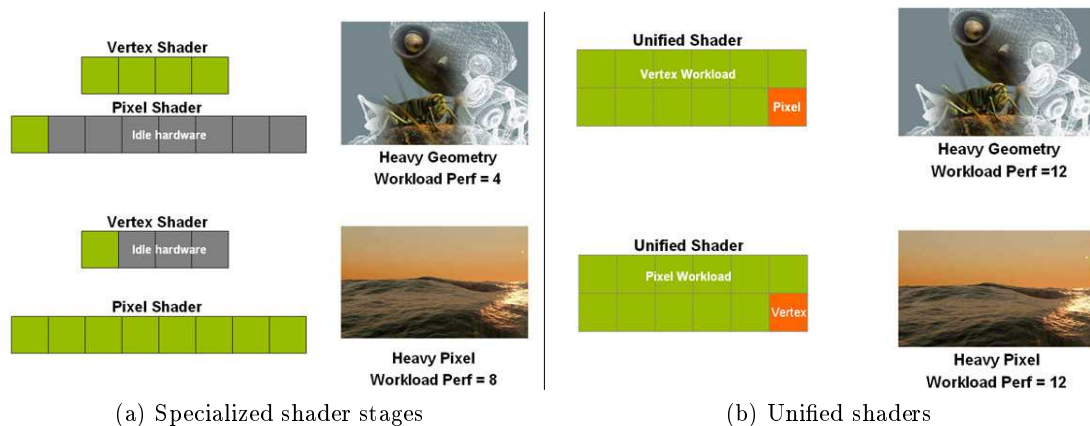 Vertex Shader
Pixel Shader
Idle hardware
Heavy Geometry
Workload Perf = 4
Vertex Shader
Idle hardware
Pixel Shader
Heavy Pixel
Workload Perf = 8
(a) Specialized shader stages
Unified Shader
Vertex Workload
Pixel
Heavy Geometry
Workload Perf =12
Unified Shader
Pixel Workload
Vertex
Heavy Pixel
Workload Perf = 12
(b) Unified shaders